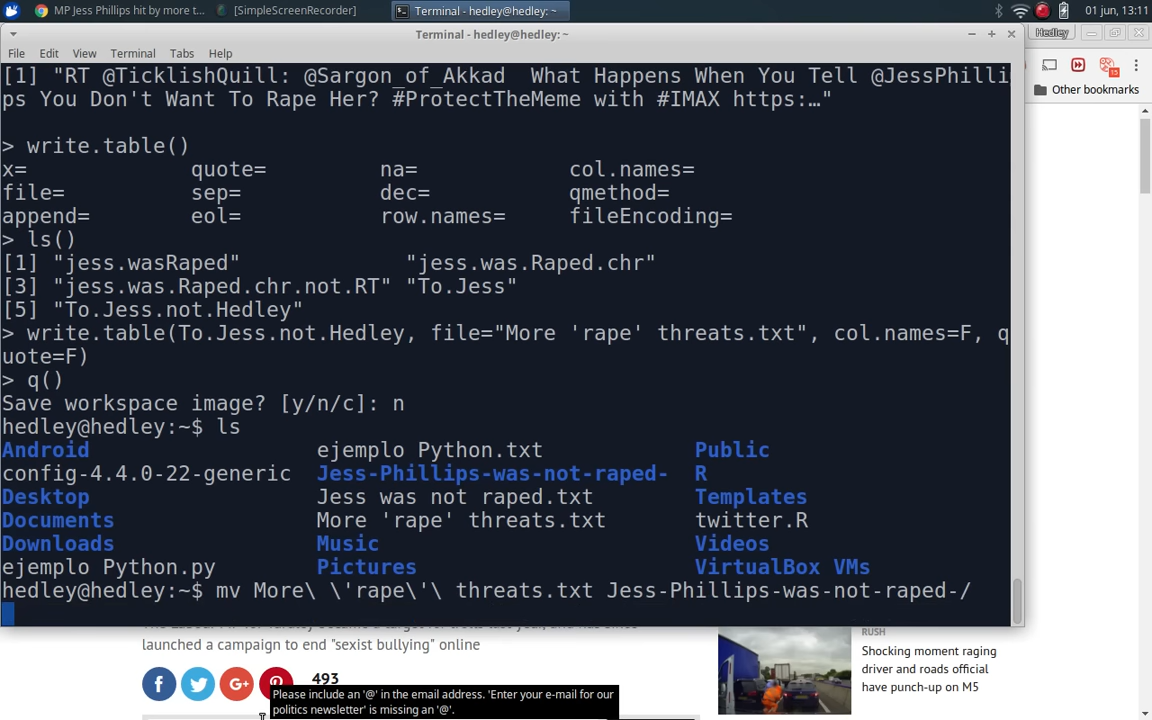 MP Jess Phillips hit by more t...
[SimpleScreenRecorder]
Terminal - hedley@hedley: ~
01 jun, 13:11
Terminal - hedley@hedley: ~
Hedley
File Edit View Terminal Tabs Help
15
Other bookmarks
[1] "RT @TicklishQuill: @Sargon_of_Akkad  What Happens When You Tell @JessPhilli
ps You Don't Want To Rape Her? #ProtectTheMeme with #IMAX https:…"
> write.table()
x= quote= na= col.names=
file= sep= dec= qmethod=
append= eol= row.names= fileEncoding=
> ls()
[1] "jess.wasRaped" "jess.was.Raped.chr"
[3] "jess.was.Raped.chr.not.RT" "To.Jess"
[5] "To.Jess.not.Hedley"
> write.table(To.Jess.not.Hedley, file="More 'rape' threats.txt", col.names=F, q
uote=F)
> q()
Save workspace image? [y/n/c]: n
hedley@hedley:~$ ls
Android ejemplo Python.txt Public
config-4.4.0-22-generic Jess-Phillips-was-not-raped- R
Desktop Jess was not raped.txt Templates
Documents More 'rape' threats.txt twitter.R
Downloads Music Videos
ejemplo Python.py Pictures VirtualBox VMs
hedley@hedley:~$ mv More\ \'rape\'\ threats.txt Jess-Phillips-was-not-raped-/
launched a campaign to end "sexist bullying" online
493
Please include an '@' in the email address. 'Enter your e-mail for our
politics newsletter' is missing an '@'.
RUSH
Shocking moment raging
driver and roads official
have punch-up on M5